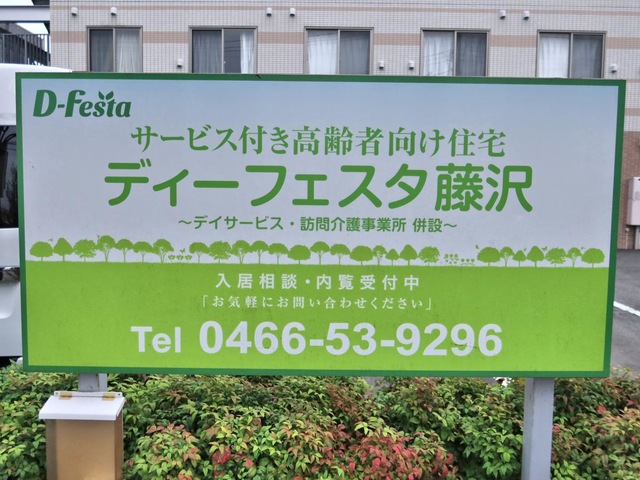 D-Festa
サービス付き高齢者向け住宅
ディーフェスタ藤沢
～デイサービス・訪問介護事業所 併設～
入居相談・内覧受付中
「お気軽にお問い合わせください」
Tel 0466-53-9296